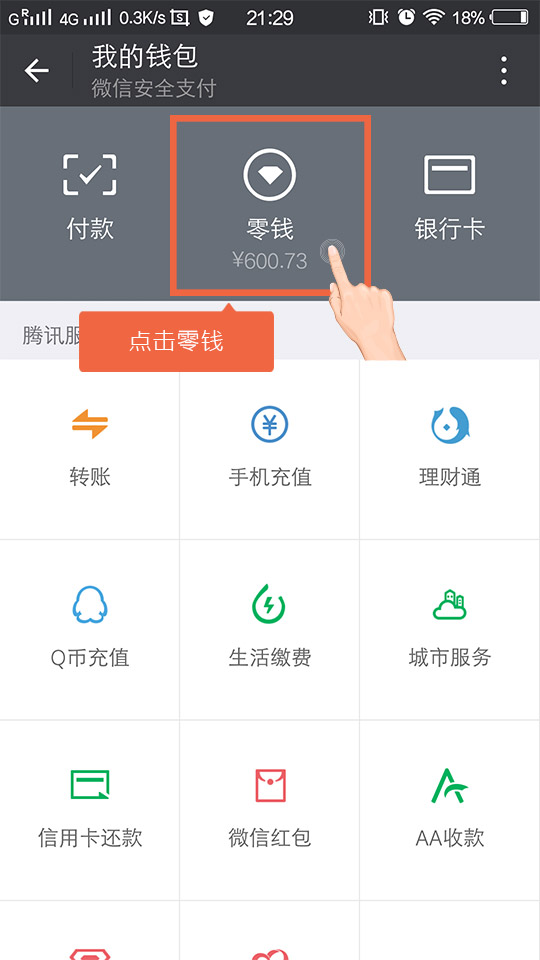 GR 4G 0.3K/s S 21:29 18%
我的钱包
微信安全支付
付款 零钱 银行卡
¥600.73
腾讯服
点击零钱
转账 手机充值 理财通
Q币充值 生活缴费 城市服务
信用卡还款 微信红包 AA收款